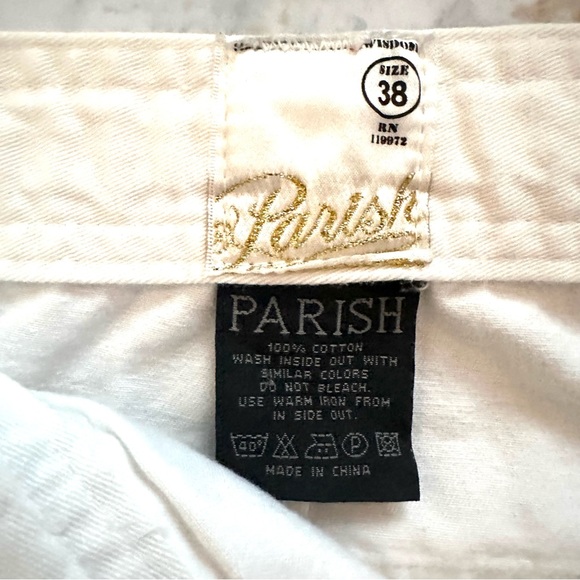 WISDOM
SIZE
38
RN
119972
Parish
PARISH
100% COTTON
WASH INSIDE OUT WITH
SIMILAR COLORS
DO NOT BLEACH.
USE WARM IRON FROM
IN SIDE OUT.
40° P
MADE IN CHINA